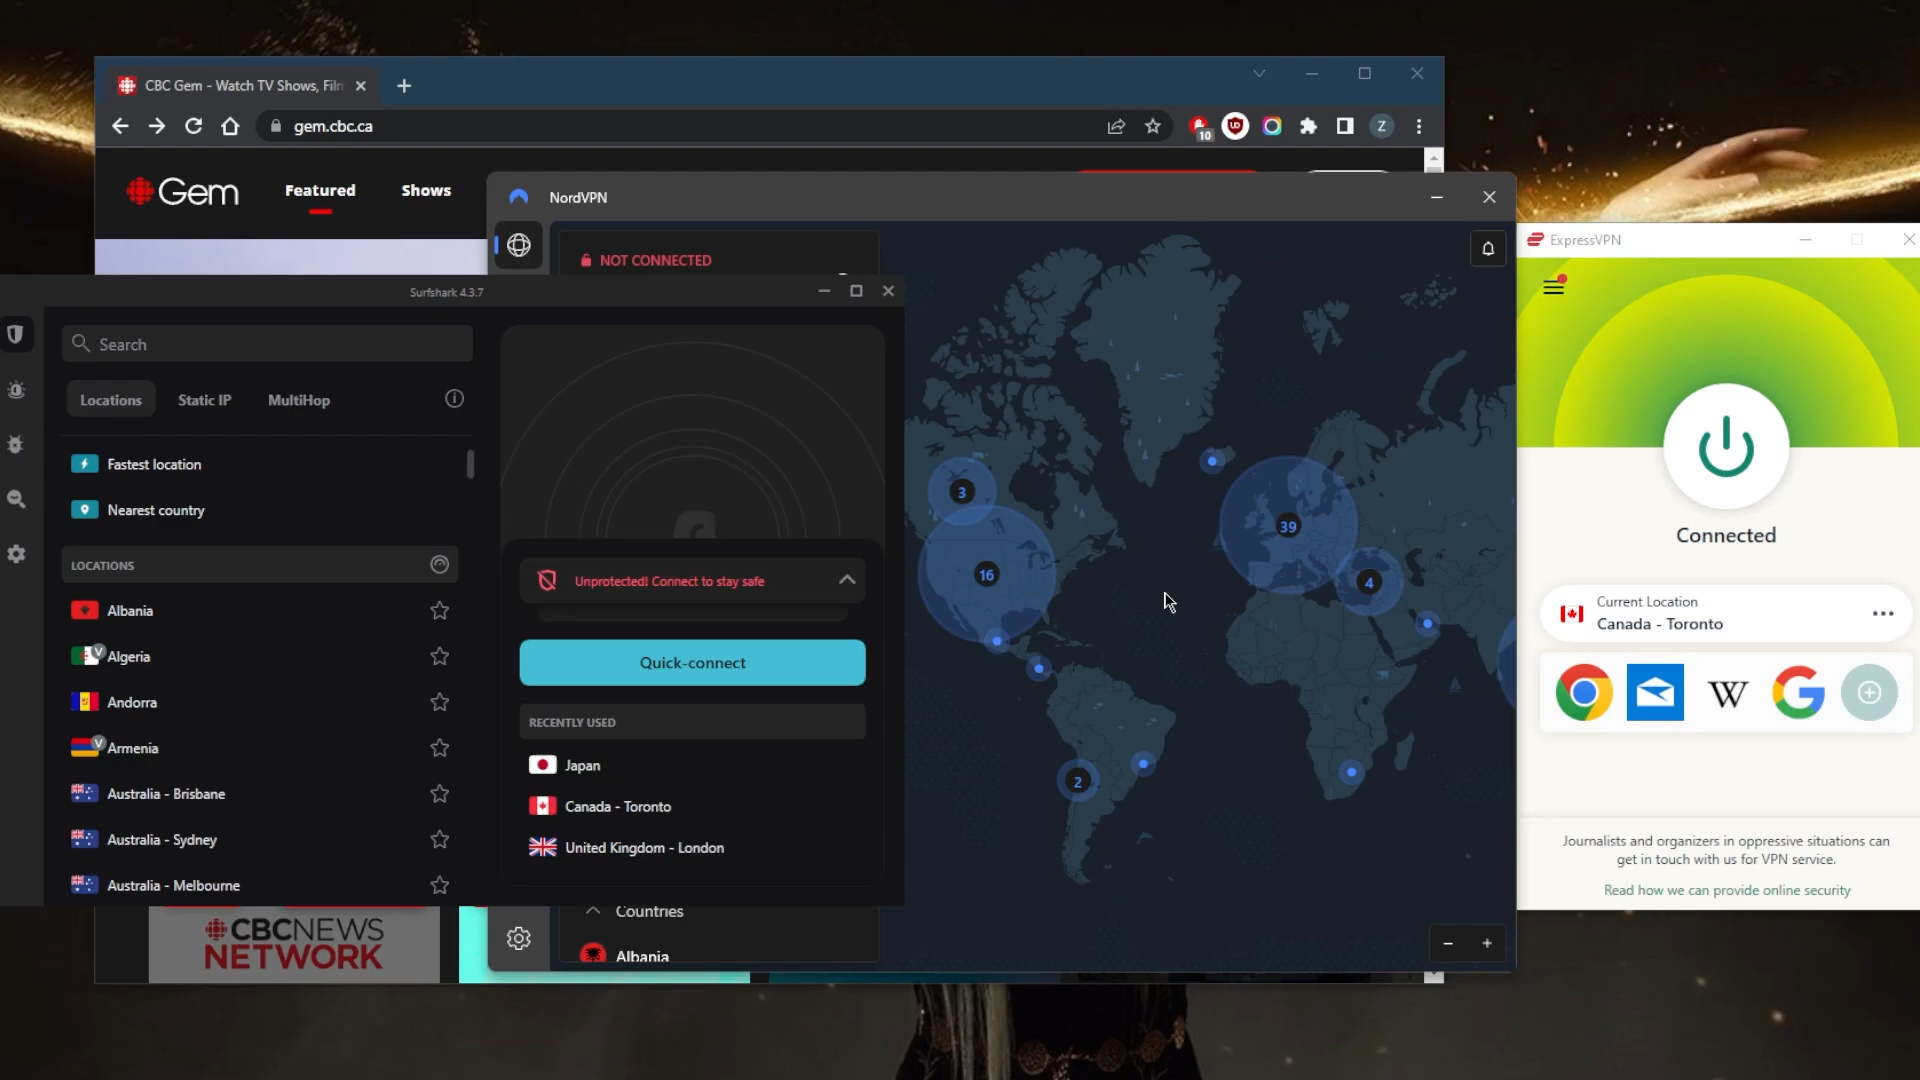 CBC Gem - Watch TV Shows, Film
gem.cbc.ca
10
Z
Gem
Featured
Shows
NordVPN
NOT CONNECTED
ExpressVPN
Surfshark 4.3.7
Search
Locations
Static IP
MultiHop
Fastest location
Nearest country
LOCATIONS
Albania
V
Algeria
Andorra
V
Armenia
Australia - Brisbane
Australia - Sydney
Australia - Melbourne
Unprotected! Connect to stay safe
Quick-connect
RECENTLY USED
Japan
Canada - Toronto
United Kingdom - London
3
16
39
4
2
Countries
Albania
Connected
Current Location
Canada - Toronto
W
G
Journalists and organizers in oppressive situations can
get in touch with us for VPN service.
Read how we can provide online security
CBCNEWS
NETWORK